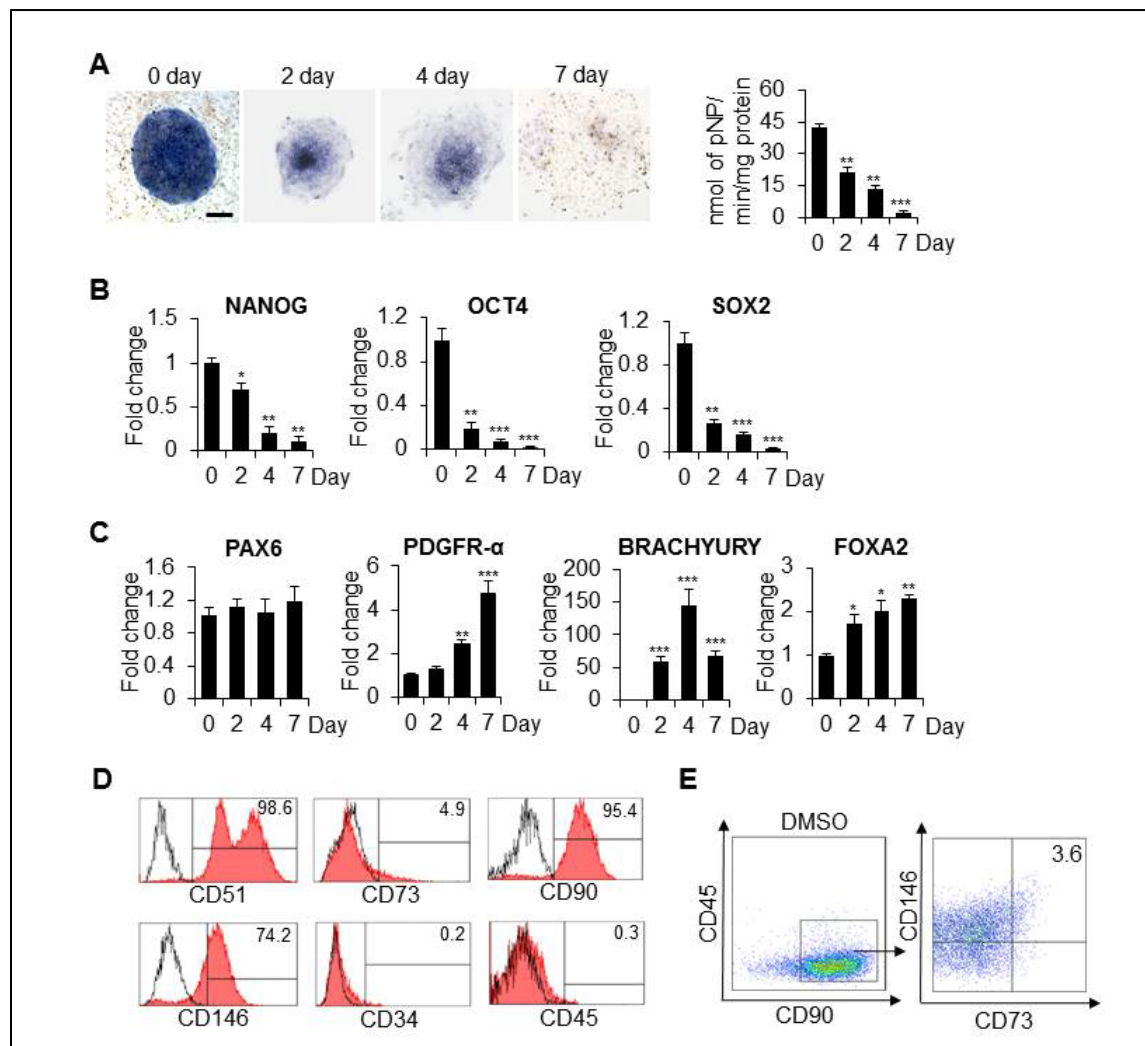 A
0 day 2 day 4 day 7 day
nmol of pNP/
min/mg protein
60
45
30
15
0
** ** ***
0 2 4 7 Day
B
NANOG OCT4 SOX2
Fold change
1.5
1
0.5
0
* ** **
0 2 4 7 Day
Fold change
1.2
0.8
0.4
0
** *** ***
0 2 4 7 Day
Fold change
1.2
0.8
0.4
0
** *** ***
0 2 4 7 Day
C
PAX6 PDGFR-α BRACHYURY FOXA2
Fold change
1.6
1.2
0.8
0.4
0
0 2 4 7 Day
Fold change
6
4
2
0
** ***
0 2 4 7 Day
Fold change
200
150
100
50
0
*** *** ***
0 2 4 7 Day
Fold change
3
2
1
0
* * **
0 2 4 7 Day
D
98.6 4.9 95.4
CD51 CD73 CD90
74.2 0.2 0.3
CD146 CD34 CD45
E
DMSO
CD45
CD90
3.6
CD146
CD73